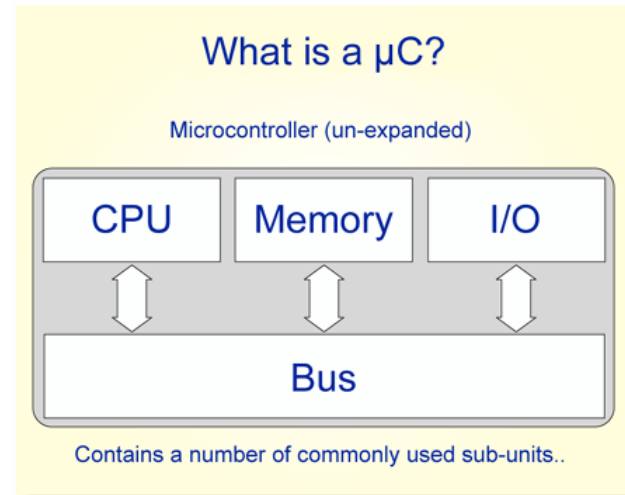 What is a µC?
Microcontroller (un-expanded)
CPU Memory I/O
Bus
Contains a number of commonly used sub-units..